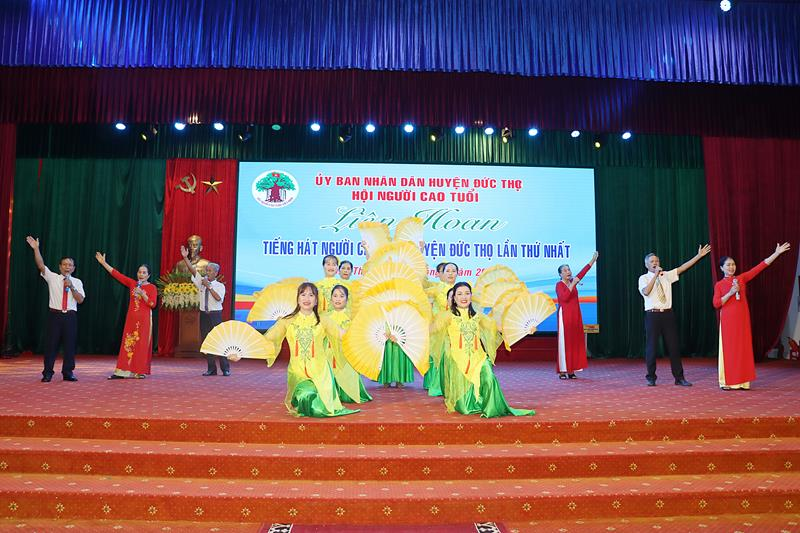 ỦY BAN NHÂN DÂN HUYỆN ĐỨC THỌ
HỘI NGƯỜI CAO TUỔI
Liên Hoan
TIẾNG HÁT NGƯỜI HUYỆN ĐỨC THỌ LẦN THỨ NHẤT